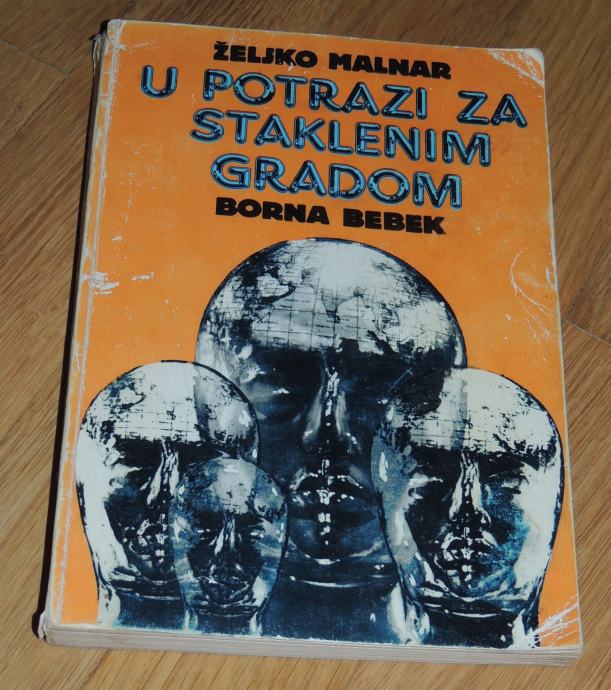 ŽELJKO MALNAR
U POTRAZI ZA
STAKLENIM
GRADOM
BORNA BEBEK